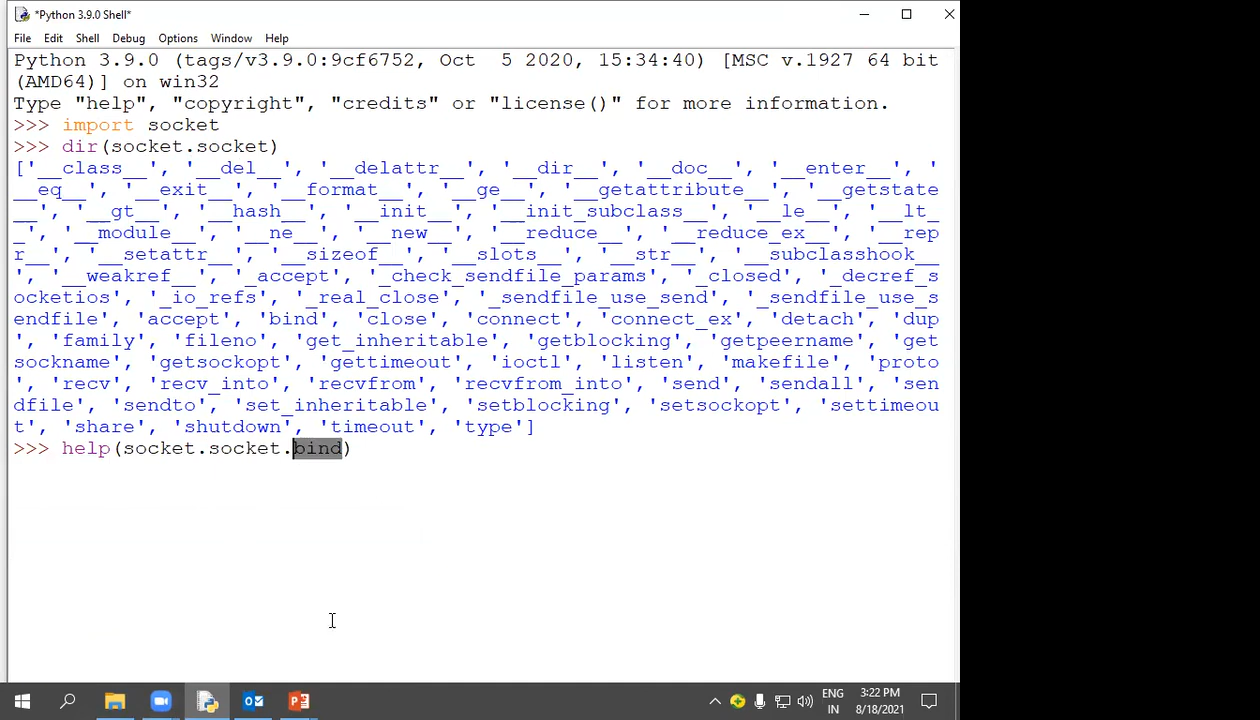 *Python 3.9.0 Shell*
File Edit Shell Debug Options Window Help
Python 3.9.0 (tags/v3.9.0:9cf6752, Oct  5 2020, 15:34:40) [MSC v.1927 64 bit
(AMD64)] on win32
Type "help", "copyright", "credits" or "license()" for more information.
>>> import socket
>>> dir(socket.socket)
['__class__', '__del__', '__delattr__', '__dir__', '__doc__', '__enter__', '
__eq__', '__exit__', '__format__', '__ge__', '__getattribute__', '__getstate
__', '__gt__', '__hash__', '__init__', '__init_subclass__', '__le__', '__lt_
_', '__module__', '__ne__', '__new__', '__reduce__', '__reduce_ex__', '__rep
r__', '__setattr__', '__sizeof__', '__slots__', '__str__', '__subclasshook__
', '__weakref__', '_accept', '_check_sendfile_params', '_closed', '_decref_s
ocketios', '_io_refs', '_real_close', '_sendfile_use_send', '_sendfile_use_s
endfile', 'accept', 'bind', 'close', 'connect', 'connect_ex', 'detach', 'dup
', 'family', 'fileno', 'get_inheritable', 'getblocking', 'getpeername', 'get
sockname', 'getsockopt', 'gettimeout', 'ioctl', 'listen', 'makefile', 'proto
', 'recv', 'recv_into', 'recvfrom', 'recvfrom_into', 'send', 'sendall', 'sen
dfile', 'sendto', 'set_inheritable', 'setblocking', 'setsockopt', 'settimeou
t', 'share', 'shutdown', 'timeout', 'type']
>>> help(socket.socket.bind)
ENG 3:22 PM
IN 8/18/2021